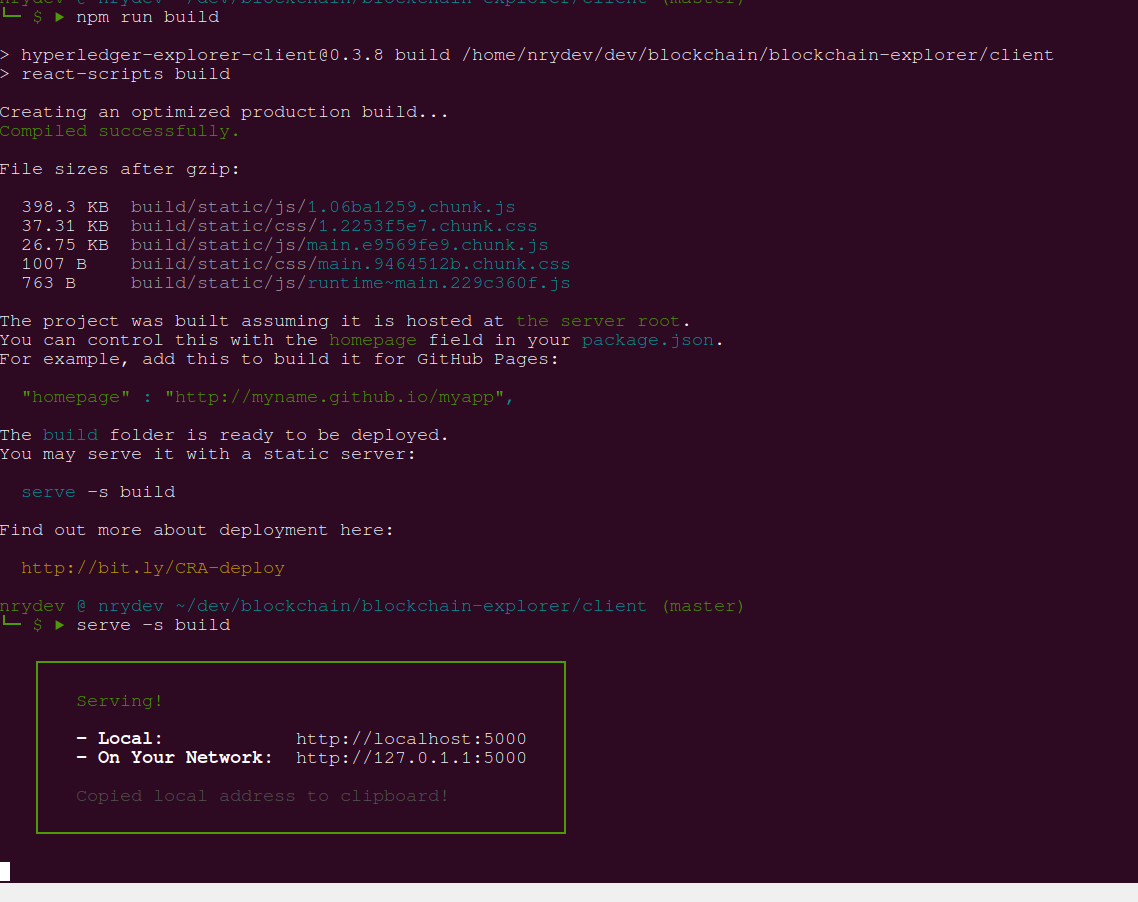 nrydev @ nrydev ~/dev/blockchain/blockchain-explorer/client (master)
└─ $ ▶ npm run build
> hyperledger-explorer-client@0.3.8 build /home/nrydev/dev/blockchain/blockchain-explorer/client
> react-scripts build
Creating an optimized production build...
Compiled successfully.
File sizes after gzip:
398.3 KB  build/static/js/1.06ba1259.chunk.js
37.31 KB  build/static/css/1.2253f5e7.chunk.css
26.75 KB  build/static/js/main.e9569fe9.chunk.js
1007 B    build/static/css/main.9464512b.chunk.css
763 B     build/static/js/runtime~main.229c360f.js
The project was built assuming it is hosted at the server root.
You can control this with the homepage field in your package.json.
For example, add this to build it for GitHub Pages:
"homepage" : "http://myname.github.io/myapp",
The build folder is ready to be deployed.
You may serve it with a static server:
serve -s build
Find out more about deployment here:
http://bit.ly/CRA-deploy
nrydev @ nrydev ~/dev/blockchain/blockchain-explorer/client (master)
└─ $ ▶ serve -s build
Serving!
- Local:            http://localhost:5000
- On Your Network:  http://127.0.1.1:5000
Copied local address to clipboard!